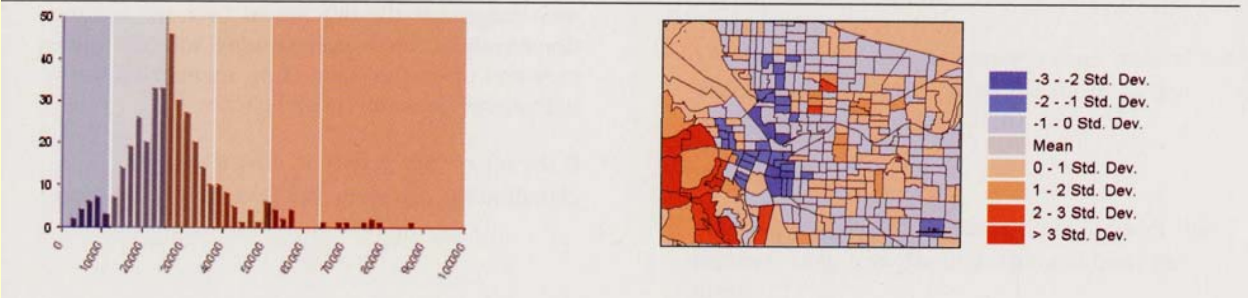 50
40
30
20
10
0
0 10000 20000 30000 40000 50000 60000 70000 80000 90000 100000
-3 - -2 Std. Dev.
-2 - -1 Std. Dev.
-1 - 0 Std. Dev.
Mean
0 - 1 Std. Dev.
1 - 2 Std. Dev.
2 - 3 Std. Dev.
> 3 Std. Dev.